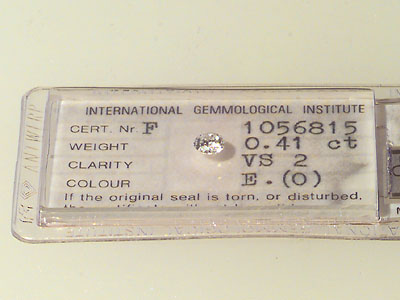 INTERNATIONAL GEMMOLOGICAL INSTITUTE
CERT. Nr. F 1056815
WEIGHT 0.41 ct
CLARITY VS 2
COLOUR E.(O)
If the original seal is torn, or disturbed,
ANTWERP